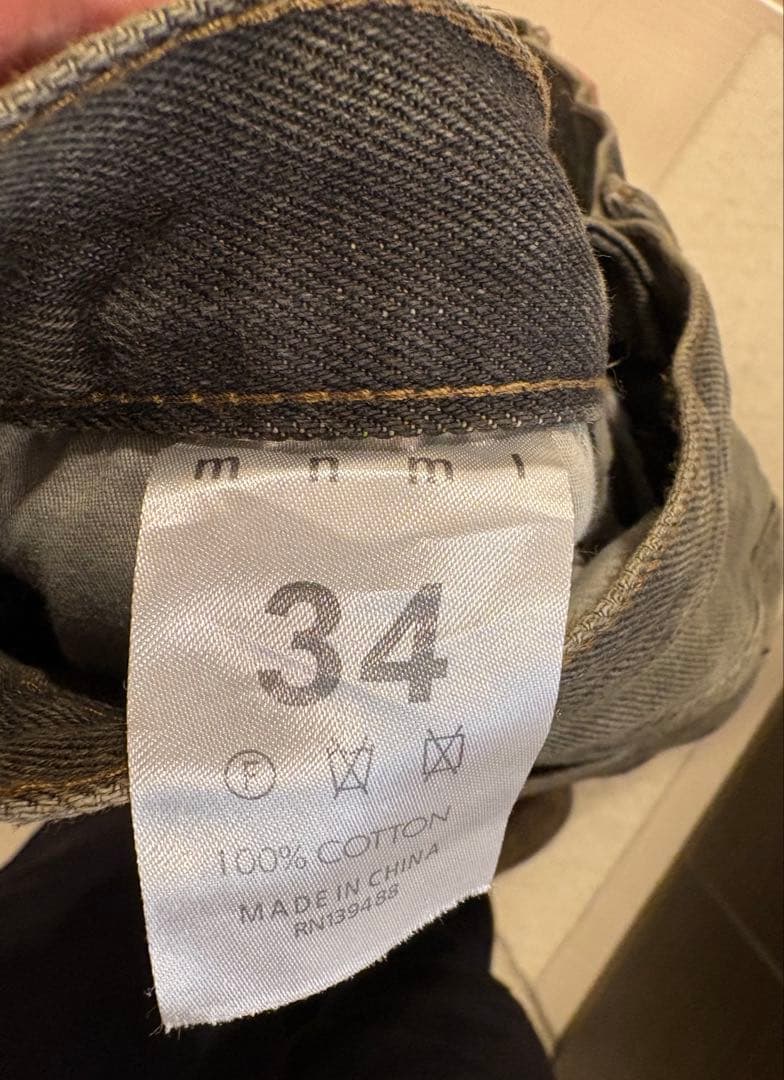 m n m l
34
F
100% COTTON
MADE IN CHINA
RN139488